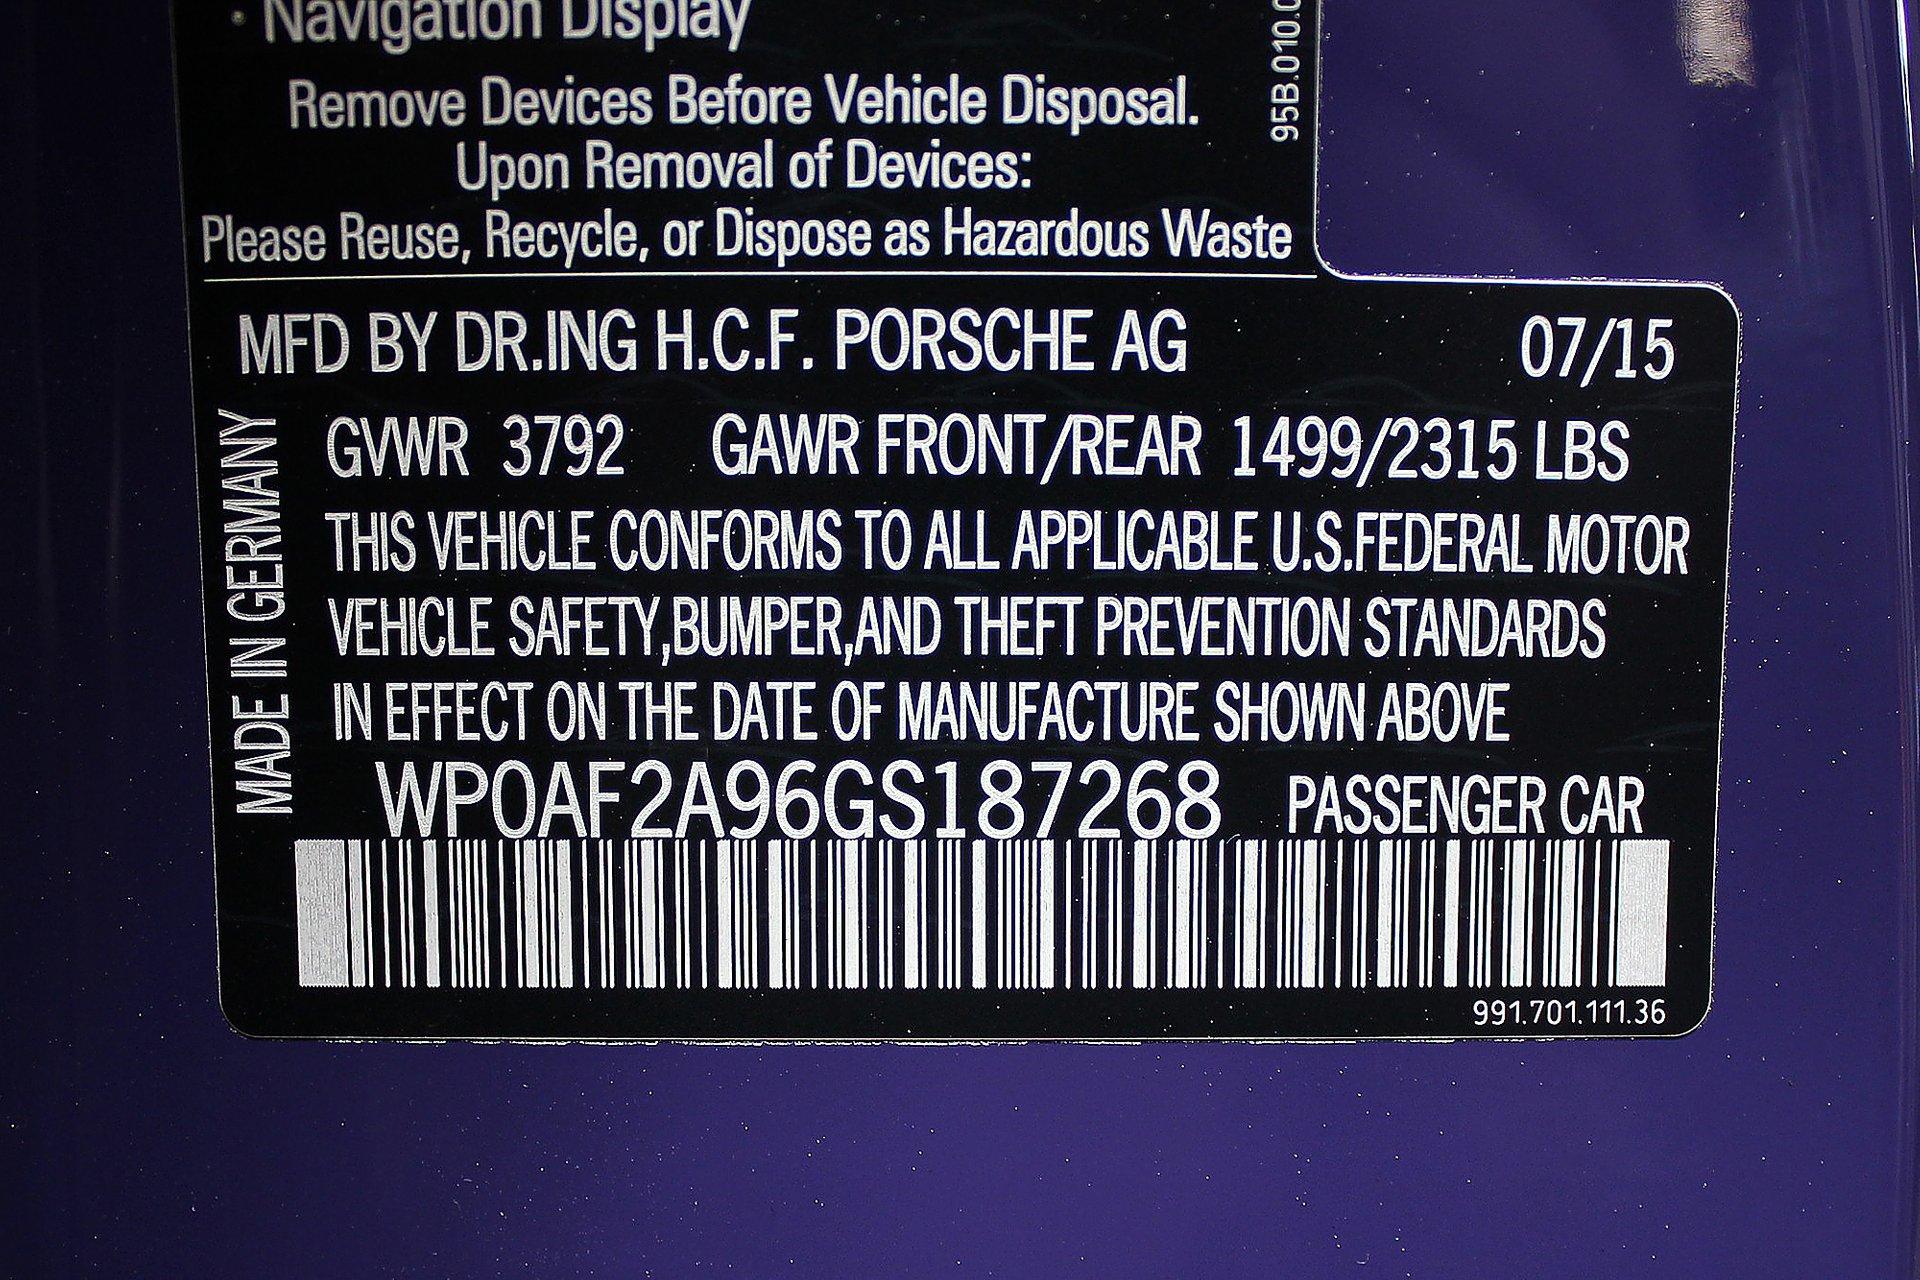 • Navigation Display
Remove Devices Before Vehicle Disposal.
Upon Removal of Devices:
Please Reuse, Recycle, or Dispose as Hazardous Waste
95B.010.0
MFD BY DR.ING H.C.F. PORSCHE AG 07/15
MADE IN GERMANY
GVWR 3792 GAWR FRONT/REAR 1499/2315 LBS
THIS VEHICLE CONFORMS TO ALL APPLICABLE U.S.FEDERAL MOTOR
VEHICLE SAFETY,BUMPER,AND THEFT PREVENTION STANDARDS
IN EFFECT ON THE DATE OF MANUFACTURE SHOWN ABOVE
WP0AF2A96GS187268 PASSENGER CAR
991.701.111.36